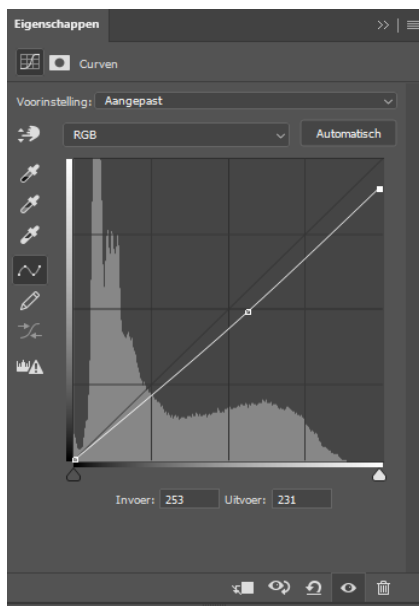 Eigenschappen
Curven
Voorinstelling: Aangepast
RGB Automatisch
Invoer: 253 Uitvoer: 231